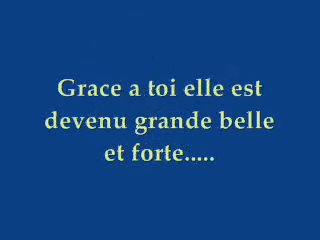 Grace a toi elle est
devenu grande belle
et forte.....